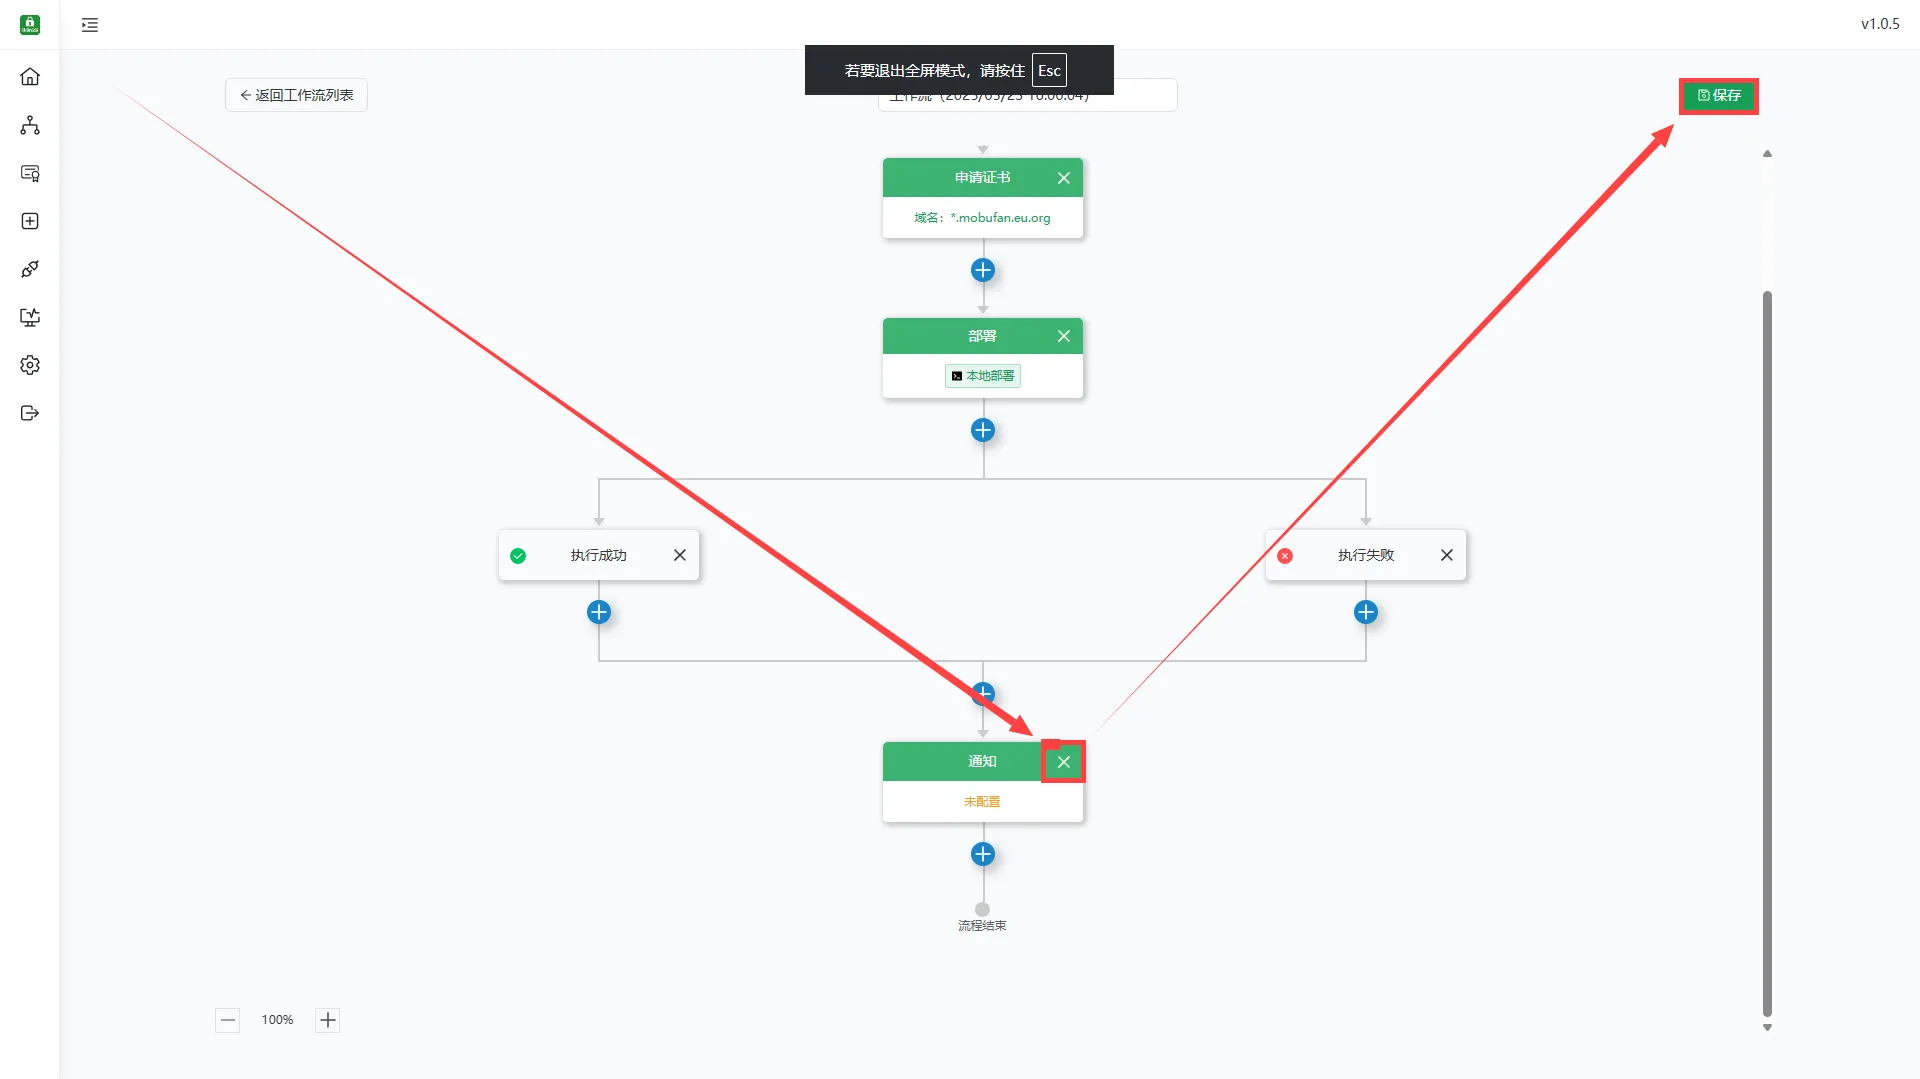 v1.0.5
若要退出全屏模式，请按住 Esc
返回工作流列表
工作流（2025/05/23 16:00:04）
保存
申请证书
域名：*.mobufan.eu.org
部署
本地部署
执行成功
执行失败
通知
未配置
流程结束
100%